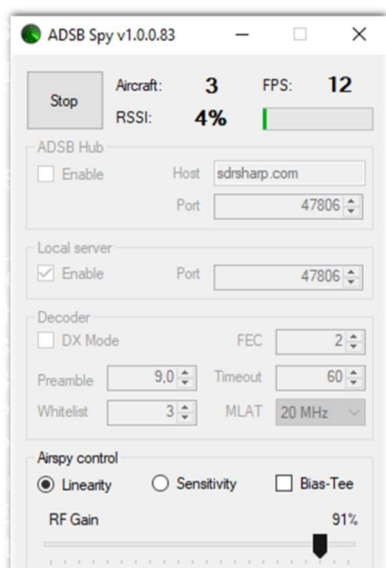 ADSB Spy v1.0.0.83
Stop
Aircraft: 3 FPS: 12
RSSI: 4%
ADSB Hub
Enable Host sdrsharp.com
Port 47806
Local server
Enable Port 47806
Decoder
DX Mode FEC 2
Preamble 9,0 Timeout 60
Whitelist 3 MLAT 20 MHz
Airspy control
Linearity Sensitivity Bias-Tee
RF Gain 91%